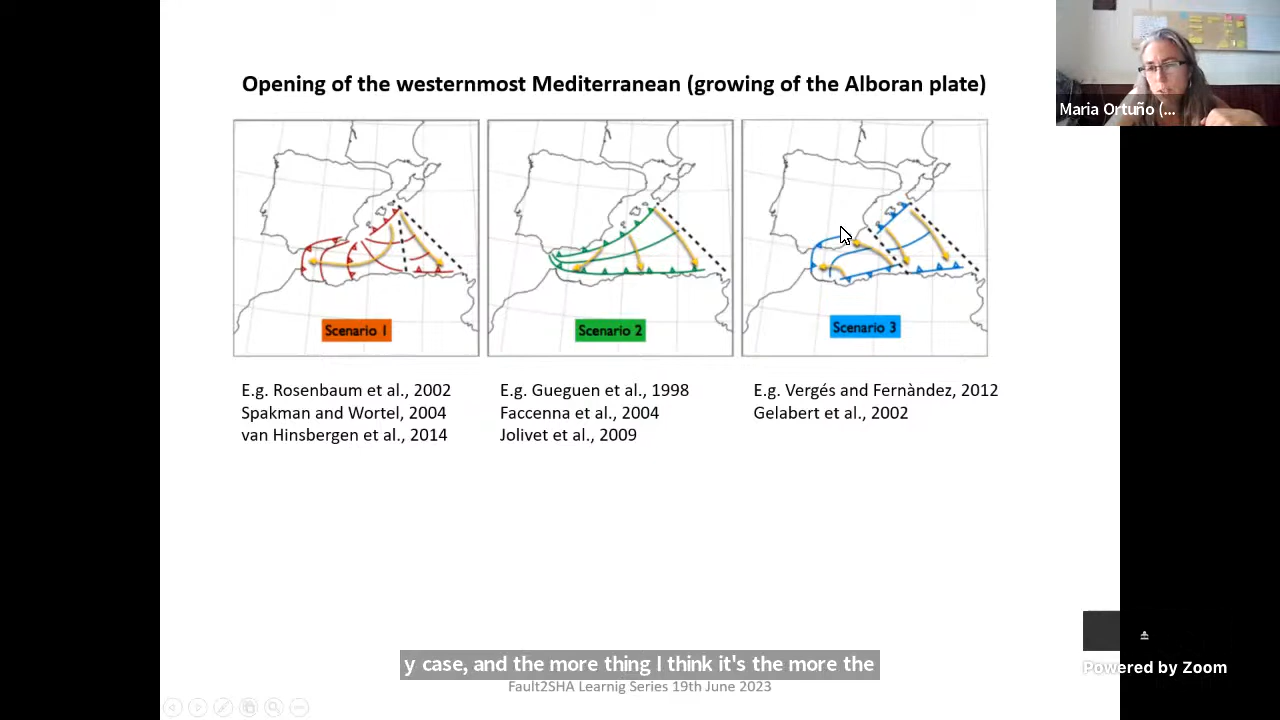 Opening of the westernmost Mediterranean (growing of the Alboran plate)
Maria Ortuño (...
Scenario 1
Scenario 2
Scenario 3
E.g. Rosenbaum et al., 2002
Spakman and Wortel, 2004
van Hinsbergen et al., 2014
E.g. Gueguen et al., 1998
Faccenna et al., 2004
Jolivet et al., 2009
E.g. Vergés and Fernàndez, 2012
Gelabert et al., 2002
y case, and the more thing I think it's the more the
Fault2SHA Learnig Series 19th June 2023
Powered by Zoom